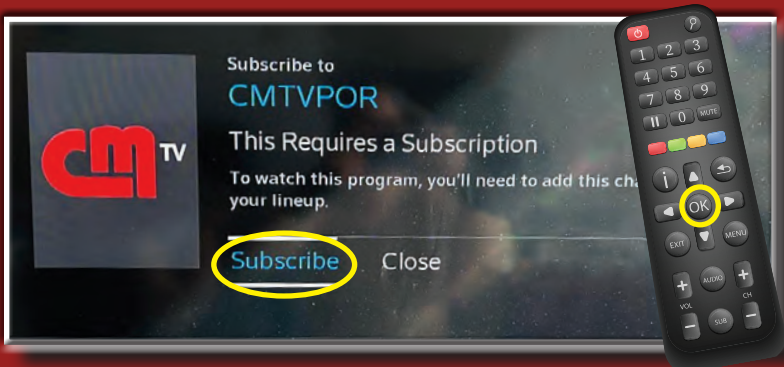 Subscribe to
CMTVPOR
This Requires a Subscription
To watch this program, you'll need to add this
your lineup.
Subscribe Close
cm TV
1 2 3
4 5 6
7 8 9
0 MUTE
i
OK
EXIT MENU
+ AUDIO +
VOL CH
- SUB -